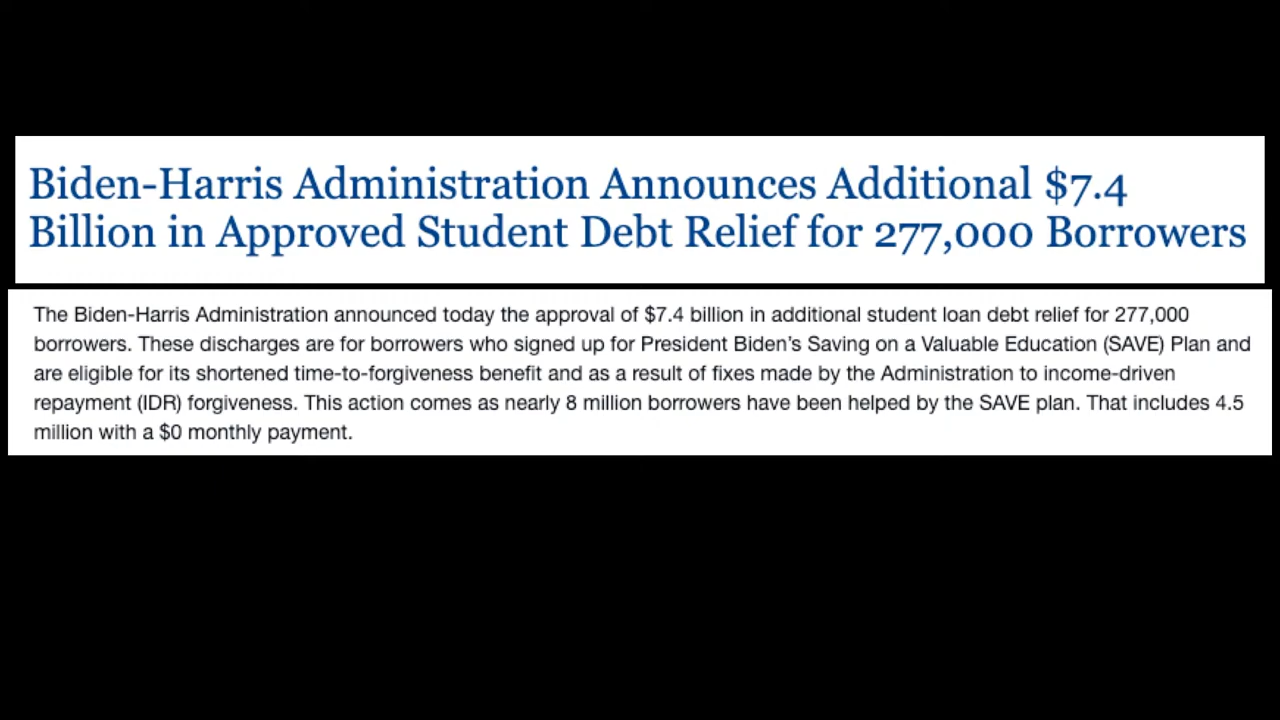 Biden-Harris Administration Announces Additional $7.4
Billion in Approved Student Debt Relief for 277,000 Borrowers
The Biden-Harris Administration announced today the approval of $7.4 billion in additional student loan debt relief for 277,000
borrowers. These discharges are for borrowers who signed up for President Biden’s Saving on a Valuable Education (SAVE) Plan and
are eligible for its shortened time-to-forgiveness benefit and as a result of fixes made by the Administration to income-driven
repayment (IDR) forgiveness. This action comes as nearly 8 million borrowers have been helped by the SAVE plan. That includes 4.5
million with a $0 monthly payment.